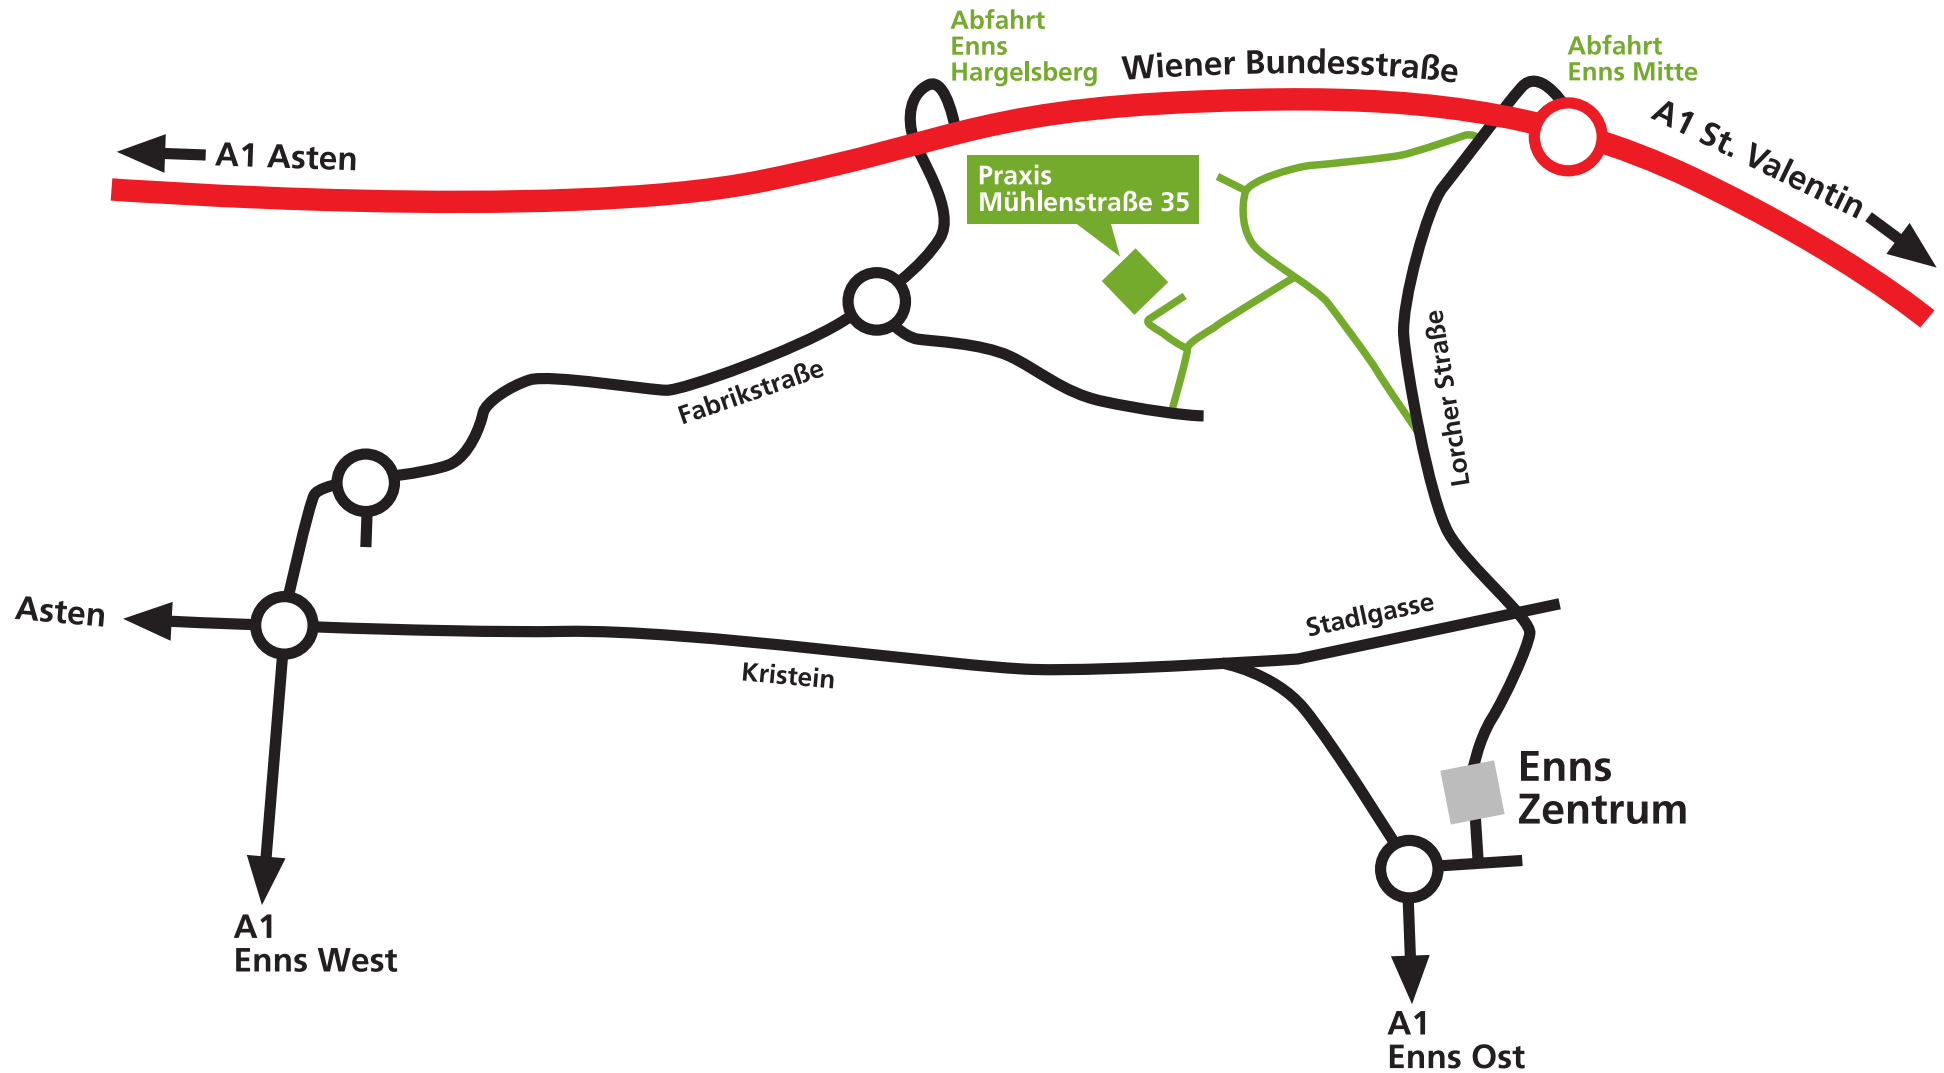 Abfahrt
Enns
Hargelsberg
Wiener Bundesstraße
Abfahrt
Enns Mitte
A1 Asten
A1 St. Valentin
Praxis
Mühlenstraße 35
Fabrikstraße
Lorcher Straße
Asten
Stadlgasse
Kristein
Enns
Zentrum
A1
Enns West
A1
Enns Ost